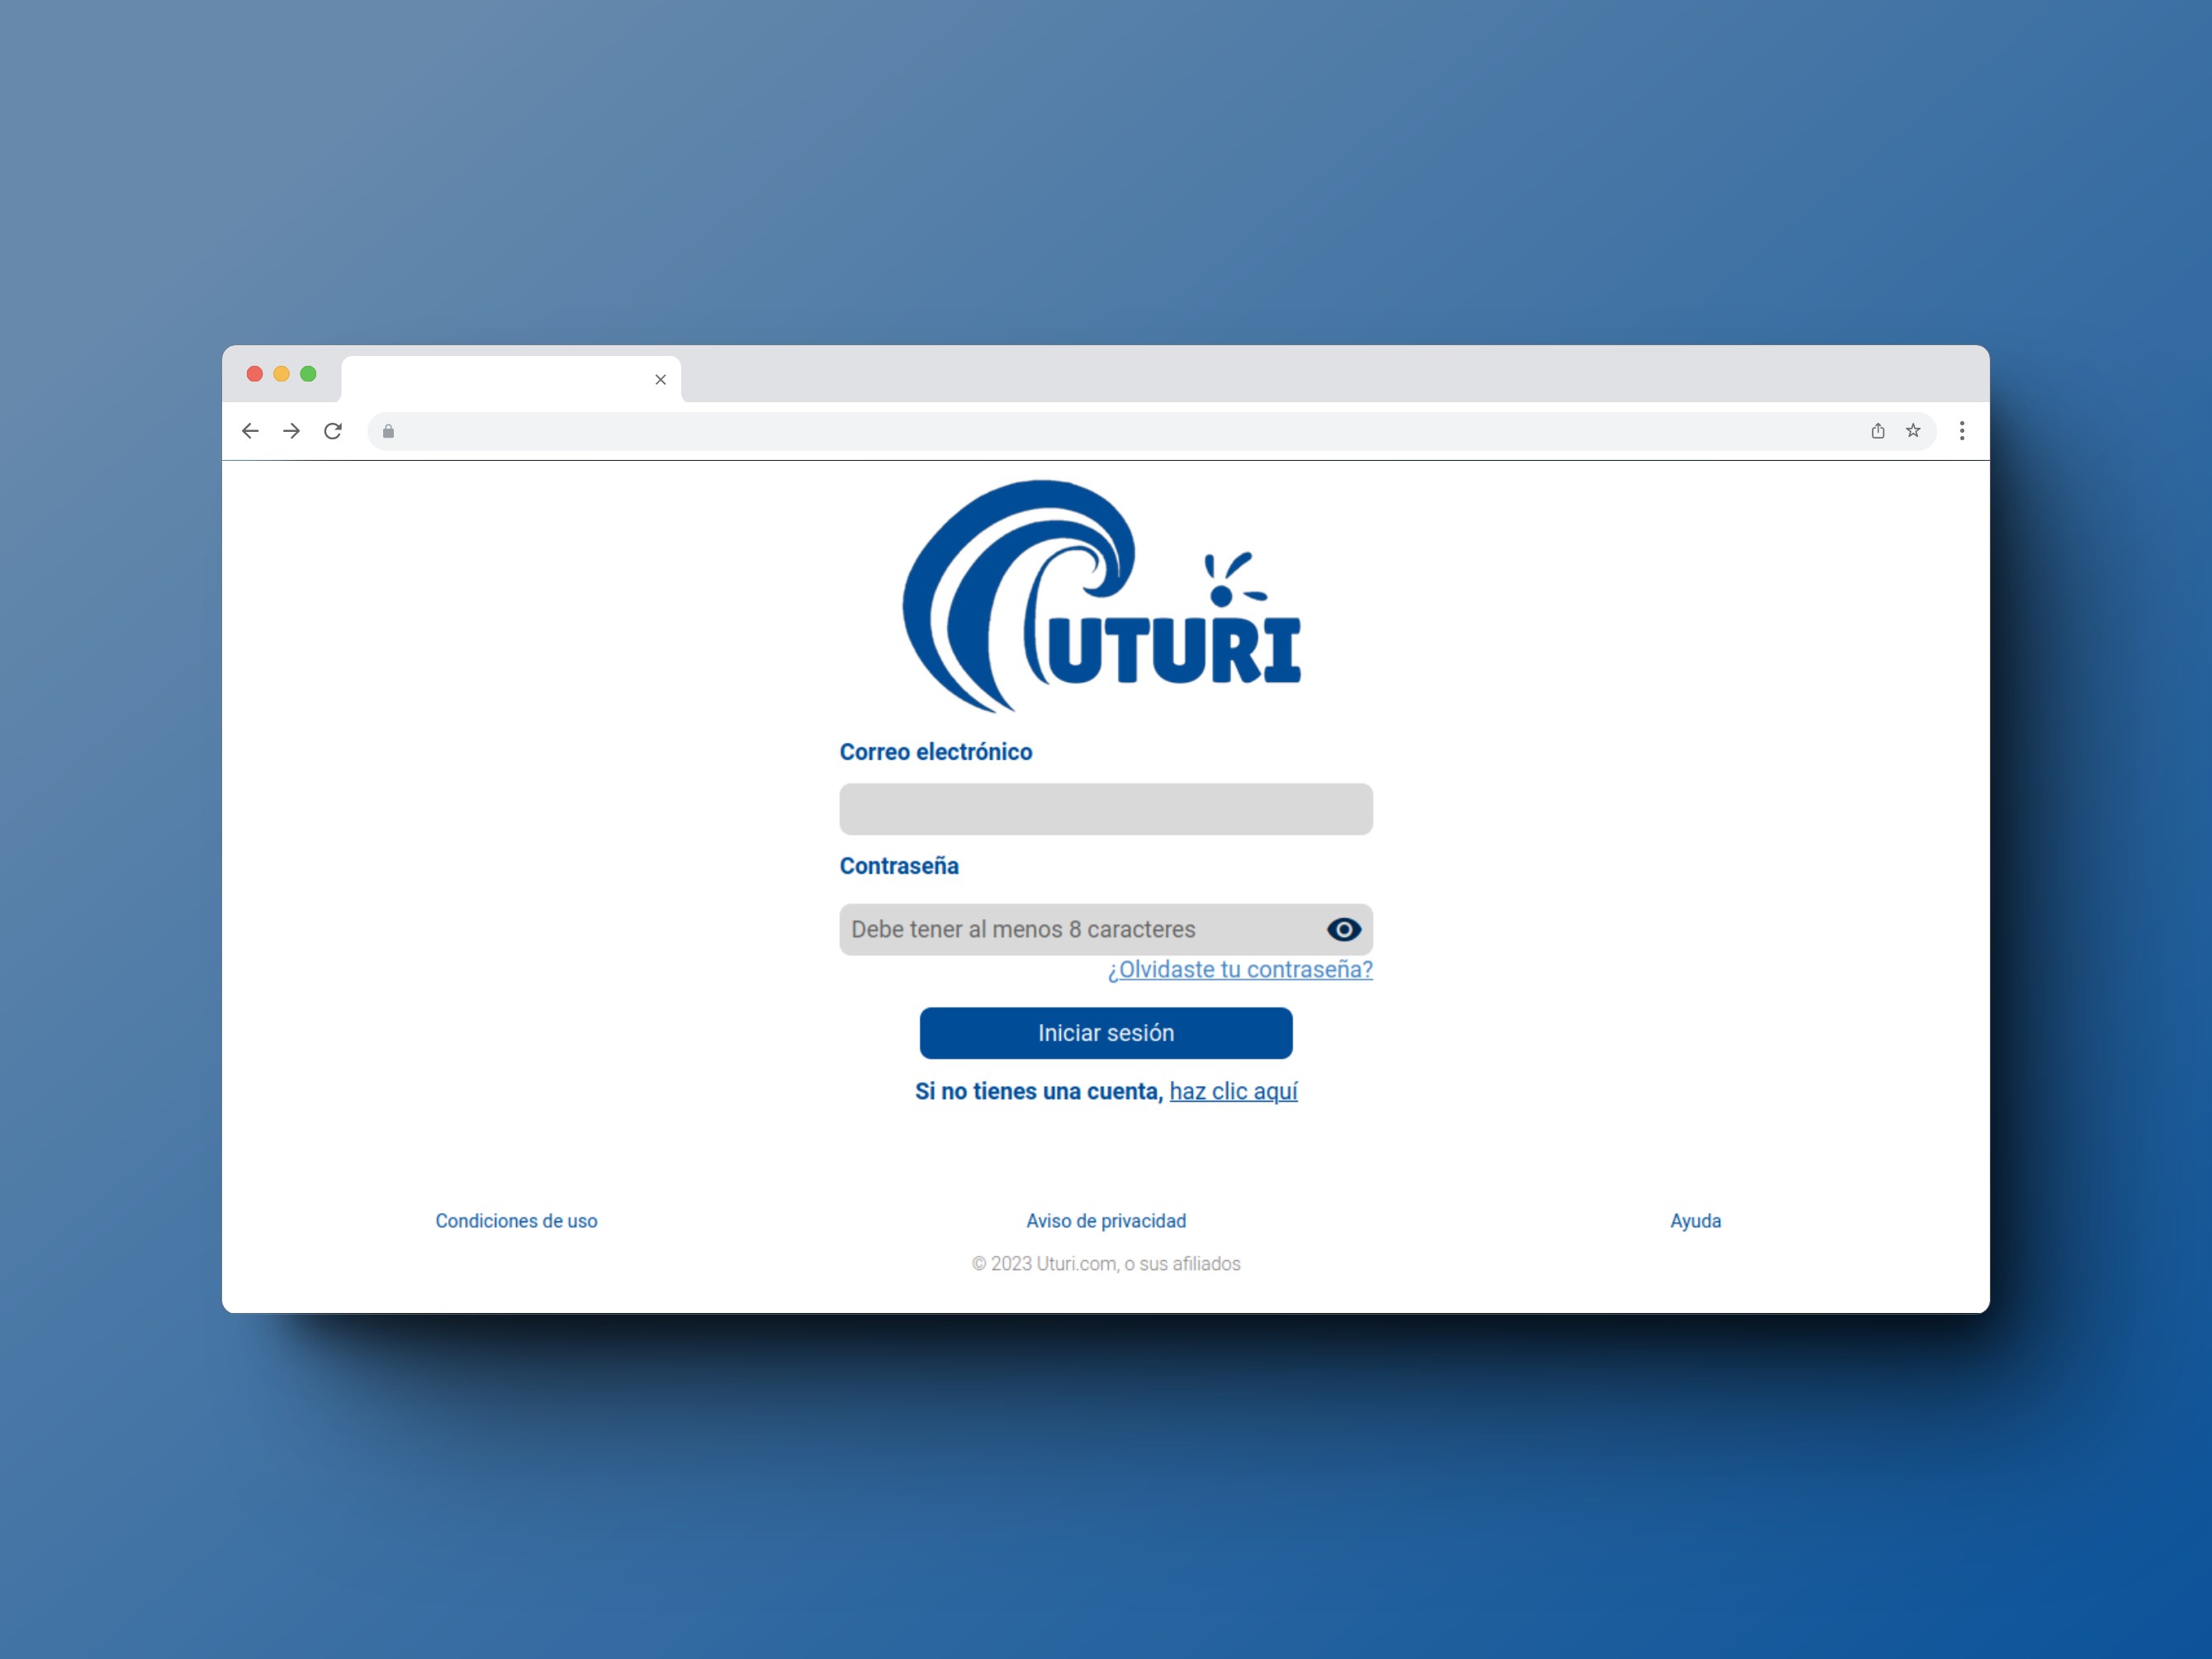 UTURI
Correo electrónico
Contraseña
Debe tener al menos 8 caracteres
¿Olvidaste tu contraseña?
Iniciar sesión
Si no tienes una cuenta, haz clic aquí
Condiciones de uso
Aviso de privacidad
Ayuda
© 2023 Uturi.com, o sus afiliados